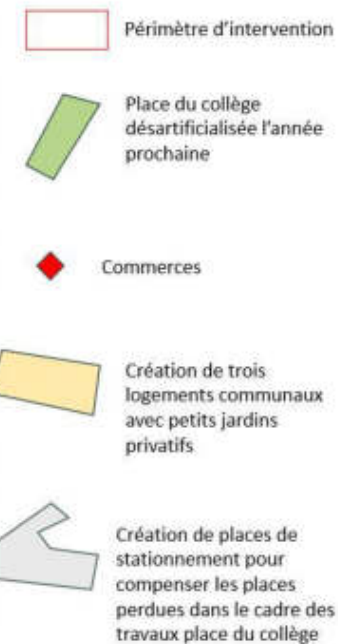 Périmètre d'intervention
Place du collège
désartificialisée l'année
prochaine
Commerces
Création de trois
logements communaux
avec petits jardins
privatifs
Création de places de
stationnement pour
compenser les places
perdues dans le cadre des
travaux place du collège